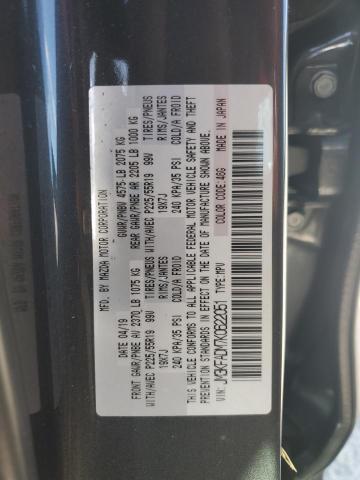 MFD. BY: MAZDA MOTOR CORPORATION
DATE: 04/19 GVWR/PNBV 4575 LB 2075 KG
FRONT GAWR/PNBE AV 2370 LB 1075 KG REAR GAWR/PNBE AR 2205 LB 1000 KG
WITH/AVEC P225/55R19 99V TIRES/PNEUS WITH/AVEC P225/55R19 99V TIRES/PNEUS
19X7J RIMS/JANTES 19X7J RIMS/JANTES
240 KPA/35 PSI COLD/A FROID 240 KPA/35 PSI COLD/A FROID
THIS VEHICLE CONFORMS TO ALL APPLICABLE FEDERAL MOTOR VEHICLE SAFETY AND THEFT
PREVENTION STANDARDS IN EFFECT ON THE DATE OF MANUFACTURE SHOWN ABOVE.
COLOR CODE: 46G MADE IN JAPAN
VIN: TYPE: MPV